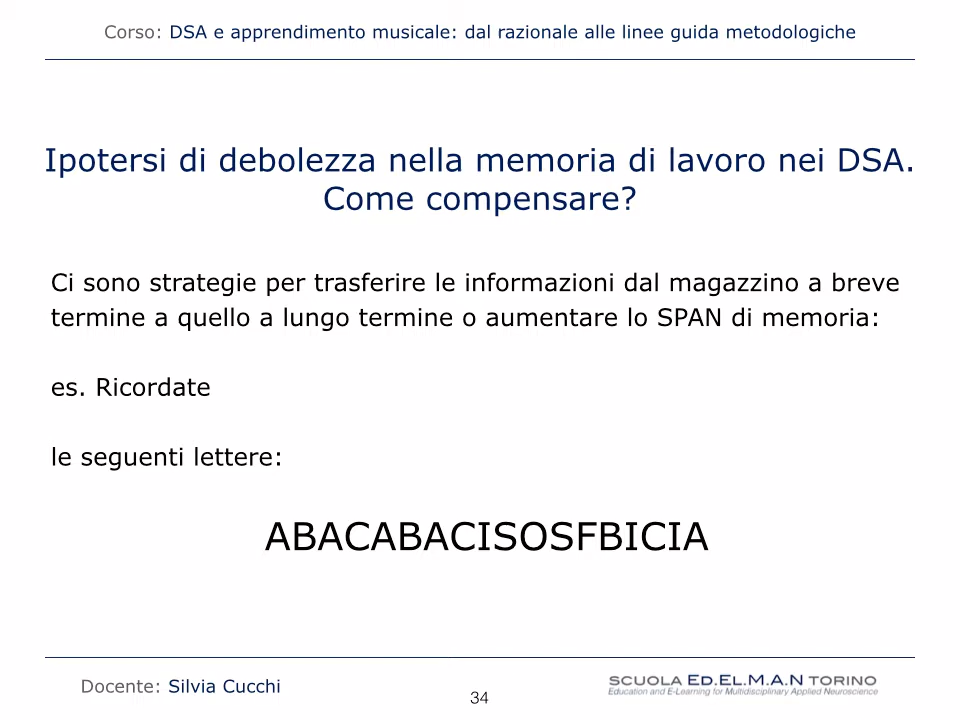 Corso: DSA e apprendimento musicale: dal razionale alle linee guida metodologiche
Ipotersi di debolezza nella memoria di lavoro nei DSA.
Come compensare?
Ci sono strategie per trasferire le informazioni dal magazzino a breve
termine a quello a lungo termine o aumentare lo SPAN di memoria:
es. Ricordate
le seguenti lettere:
ABACABACISOSFBICIA
Docente: Silvia Cucchi
34
SCUOLA ED.EL.M.A.N TORINO
Education and E-Learning for Multidisciplinary Applied Neuroscience